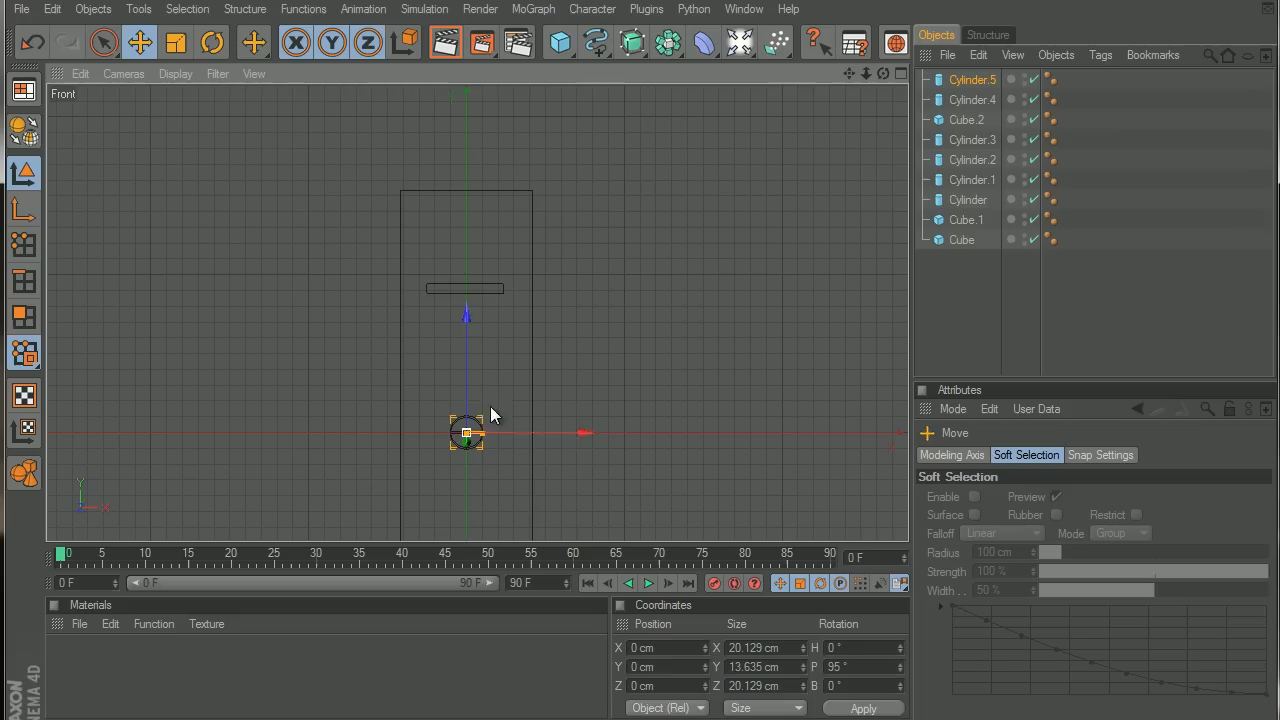 File Edit Objects Tools Selection Structure Functions Animation Simulation Render MoGraph Character Plugins Python Window Help
Objects Structure
File Edit View Objects Tags Bookmarks
Edit Cameras Display Filter View
Front
Cylinder.5
Cylinder.4
Cube.2
Cylinder.3
Cylinder.2
Cylinder.1
Cylinder
Cube.1
Cube
Y
X
Attributes
Mode Edit User Data
Move
Modeling Axis Soft Selection Snap Settings
Soft Selection
Enable Preview
Surface Rubber Restrict
Falloff Linear Mode Group
Radius 100 cm
Strength 100 %
Width . . 50 %
0 5 10 15 20 25 30 35 40 45 50 55 60 65 70 75 80 85 90 0 F
0 F 0 F 90 F 90 F
Materials
File Edit Function Texture
Coordinates
Position Size Rotation
X 0 cm X 20.129 cm H 0 °
Y 0 cm Y 13.635 cm P 95 °
Z 0 cm Z 20.129 cm B 0 °
Object (Rel) Size Apply
MAXON
CINEMA 4D